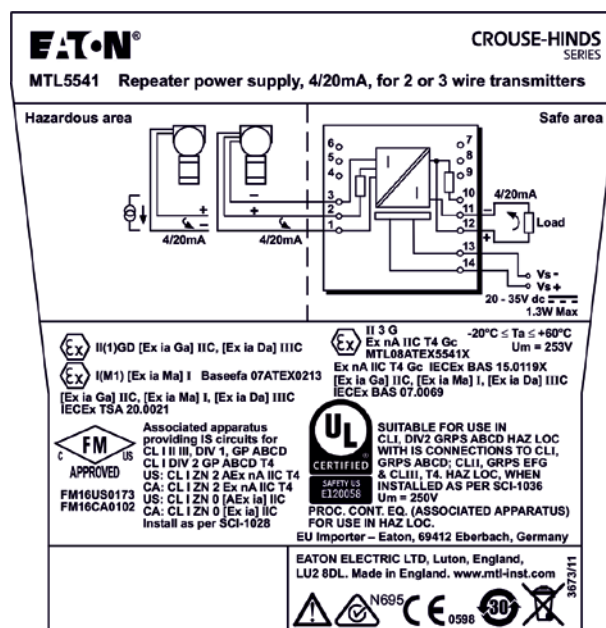 EATON®
CROUSE-HINDS
SERIES
MTL5541 Repeater power supply, 4/20mA, for 2 or 3 wire transmitters
Hazardous area
Safe area
6
5
4
3
2
1
7
8
9
10
11
12
13
14
I
I
−
+
+
−
4/20mA
4/20mA
4/20mA
−
Load
+
Vs -
Vs +
20 - 35V dc
1.3W Max
Ex II(1)GD [Ex ia Ga] IIC, [Ex ia Da] IIIC
Ex I(M1) [Ex ia Ma] I Baseefa 07ATEX0213
[Ex ia Ga] IIC, [Ex ia Ma] I, [Ex ia Da] IIIC
IECEx TSA 20.0021
Ex II 3 G
Ex nA IIC T4 Gc
MTL08ATEX5541X
-20°C ≤ Ta ≤ +60°C
Um = 253V
Ex nA IIC T4 Gc IECEx BAS 15.0119X
[Ex ia Ga] IIC, [Ex ia Ma] I, [Ex ia Da] IIIC
IECEx BAS 07.0069
FM
C US
APPROVED
FM16US0173
FM16CA0102
Associated apparatus
providing IS circuits for
CL I II III, DIV 1, GP ABCD
CL I DIV 2 GP ABCD T4
US: CL I ZN 2 AEx nA IIC T4
CA: CL I ZN 2 Ex nA IIC T4
US: CL I ZN 0 [AEx ia] IIC
CA: CL I ZN 0 [Ex ia] IIC
Install as per SCI-1028
UL
CERTIFIED
SAFETY US
E120058
SUITABLE FOR USE IN
CLI, DIV2 GRPS ABCD HAZ LOC
WITH IS CONNECTIONS TO CLI,
GRPS ABCD; CLII, GRPS EFG
& CLIII, T4. HAZ LOC, WHEN
INSTALLED AS PER SCI-1036
Um = 250V
PROC. CONT. EQ. (ASSOCIATED APPARATUS)
FOR USE IN HAZ LOC.
EU Importer – Eaton, 69412 Eberbach, Germany
EATON ELECTRIC LTD, Luton, England,
LU2 8DL. Made in England. www.mtl-inst.com
3673/11
N695
CE
0598
30